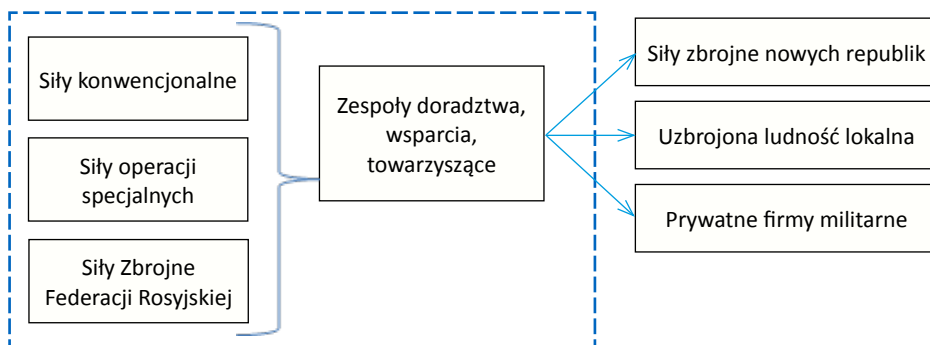 Siły konwencjonalne
Siły operacji
specjalnych
Siły Zbrojne
Federacji Rosyjskiej
Zespoły doradztwa,
wsparcia,
towarzyszące
Siły zbrojne nowych republik
Uzbrojona ludność lokalna
Prywatne firmy militarne